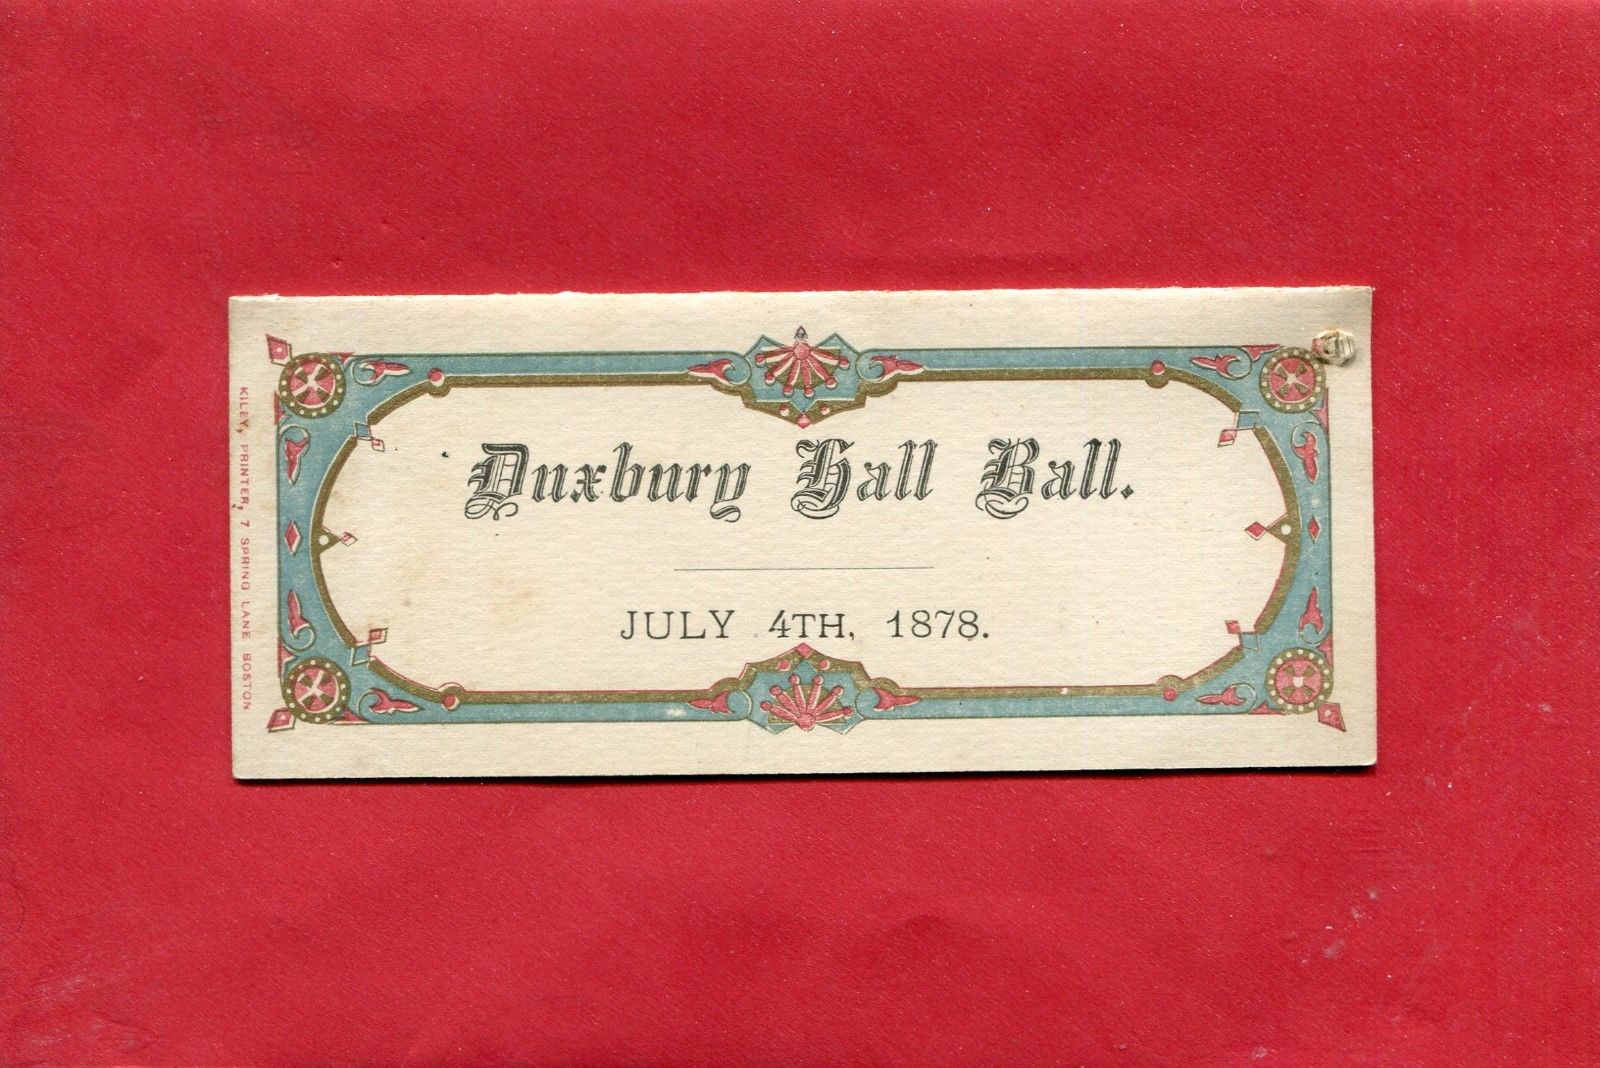 Duxbury Hall Ball.
JULY 4TH, 1878.
KILEY, PRINTER, 7 SPRING LANE BOSTON